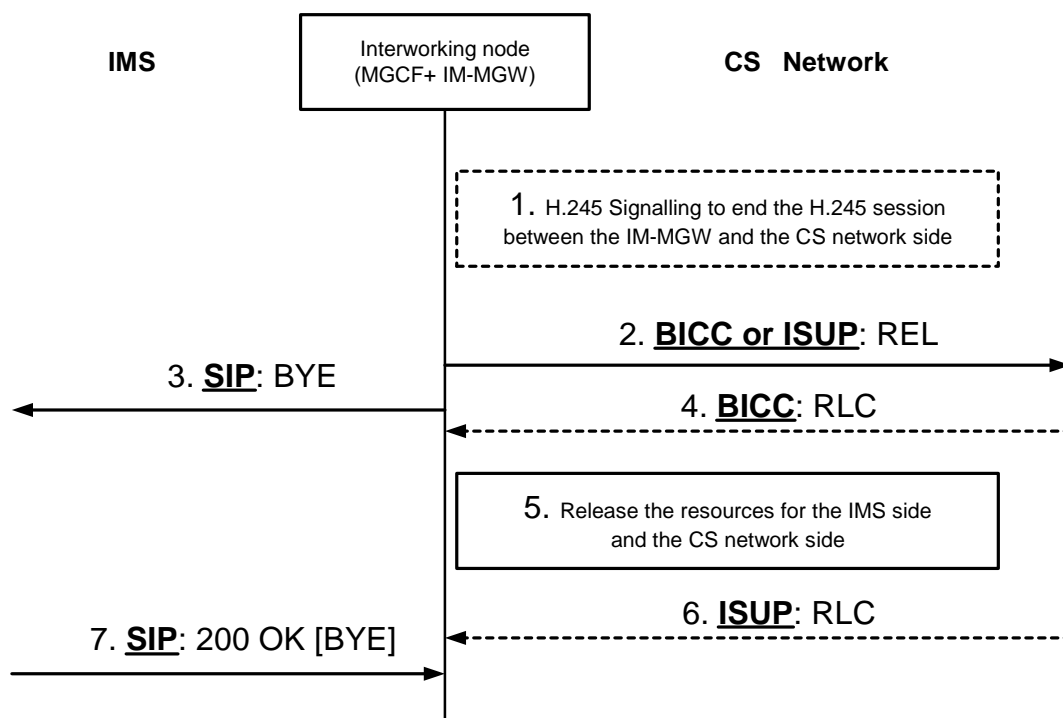 IMS
Interworking node
(MGCF+ IM-MGW)
CS Network
1. H.245 Signalling to end the H.245 session
between the IM-MGW and the CS network side
2. BICC or ISUP: REL
3. SIP: BYE
4. BICC: RLC
5. Release the resources for the IMS side
and the CS network side
6. ISUP: RLC
7. SIP: 200 OK [BYE]